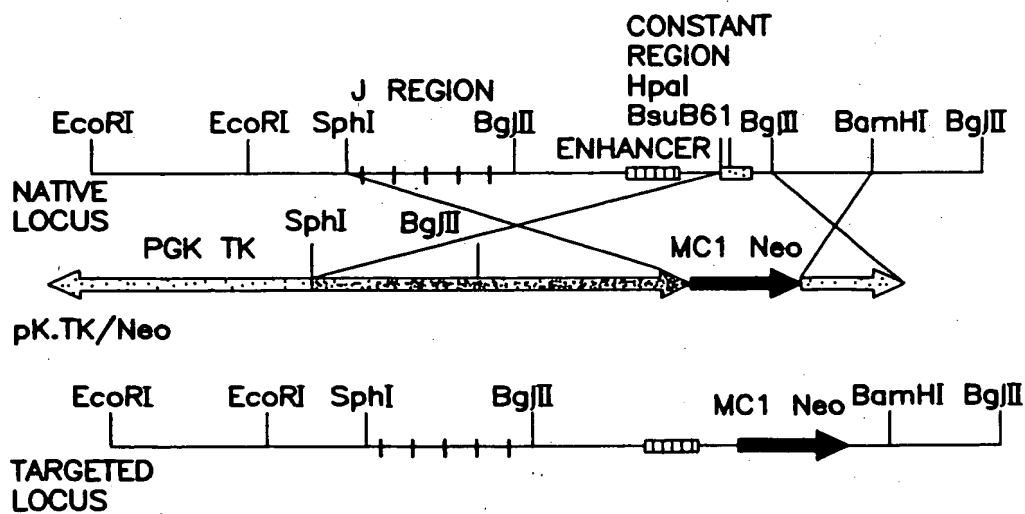 CONSTANT
REGION
J REGION HpaI
EcoRI EcoRI SphI BglII BsuB61 BglII BamHI BglII
ENHANCER
NATIVE
LOCUS
SphI BglII
PGK TK MC1 Neo
pK.TK/Neo
EcoRI EcoRI SphI BglII MC1 Neo BamHI BglII
TARGETED
LOCUS